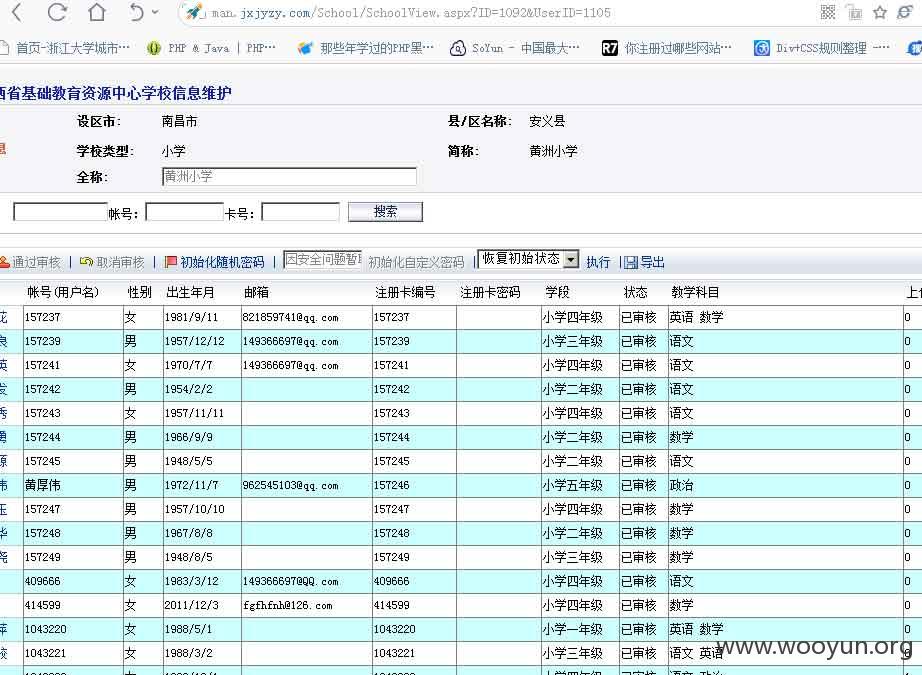 man.jxjyzy.com/School/SchoolView.aspx?ID=1092&UserID=1105
首页-浙江大学城市… PHP & Java | PHP… 那些年学过的PHP黑… SoYun - 中国最大… R7 你注册过哪些网站… Div+CSS规则整理 -…
西省基础教育资源中心学校信息维护
设区市： 南昌市 县/区名称： 安义县
息 学校类型： 小学 简称： 黄洲小学
全称： 黄洲小学
帐号： 卡号： 搜索
通过审核 | 取消审核 | 初始化随机密码 | 因安全问题暂 初始化自定义密码 | 恢复初始状态 执行 | 导出
帐号(用户名) 性别 出生年月 邮箱 注册卡编号 注册卡密码 学段 状态 教学科目 上
花 157237 女 1981/9/11 821859741@qq.com 157237 小学四年级 已审核 英语 数学 0
良 157239 男 1957/12/12 149366697@qq.com 157239 小学三年级 已审核 语文 0
英 157241 女 1970/7/7 149366697@qq.com 157241 小学四年级 已审核 语文 0
发 157242 男 1954/2/2 157242 小学二年级 已审核 语文 0
秀 157243 女 1957/11/11 157243 小学四年级 已审核 语文 0
勇 157244 男 1966/9/9 157244 小学二年级 已审核 数学 0
源 157245 男 1948/5/5 157245 小学二年级 已审核 语文 0
伟 黄厚伟 男 1972/11/7 962545103@qq.com 157246 小学五年级 已审核 政治 0
玉 157247 男 1957/10/10 157247 小学四年级 已审核 数学 0
华 157248 男 1967/8/8 157248 小学三年级 已审核 数学 0
尧 157249 男 1948/8/5 157249 小学三年级 已审核 数学 0
409666 女 1983/3/12 149366697@QQ.com 409666 小学四年级 已审核 语文 0
414599 女 2011/12/3 fgfhfnh@126.com 414599 小学四年级 已审核 数学 0
萍 1043220 女 1988/5/1 1043220 小学一年级 已审核 英语 数学 0
1043221 女 1988/3/2 1043221 小学三年级 已审核 语文 英语 0
www.wooyun.org